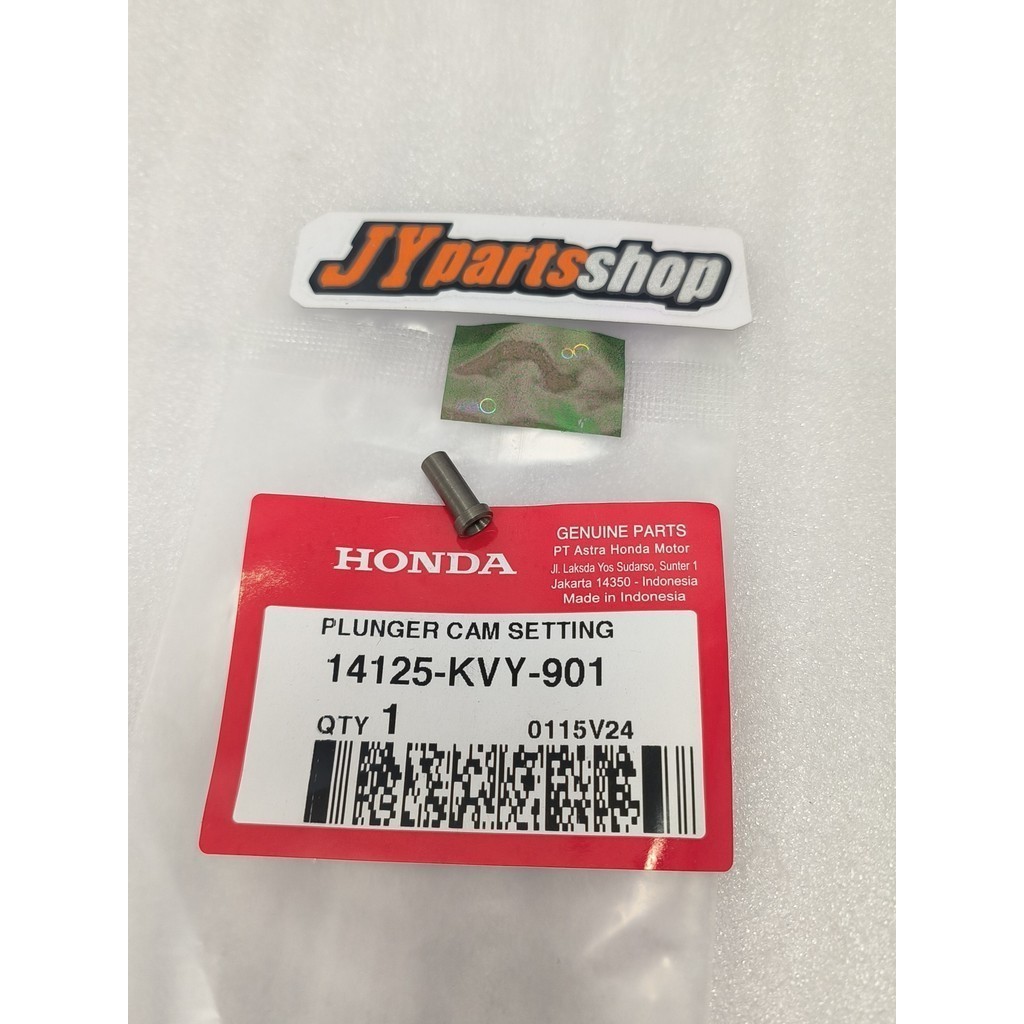 JYpartsshop
HONDA
GENUINE PARTS
PT Astra Honda Motor
Jl. Laksda Yos Sudarso, Sunter 1
Jakarta 14350 - Indonesia
Made in Indonesia
PLUNGER CAM SETTING
14125-KVY-901
QTY 1
0115V24